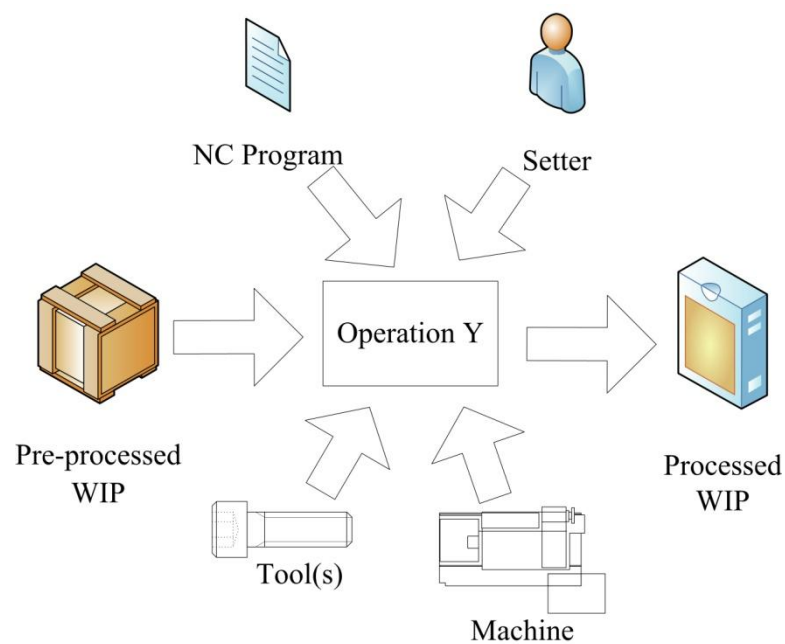 NC Program
Setter
Operation Y
Pre-processed
WIP
Processed
WIP
Tool(s)
Machine